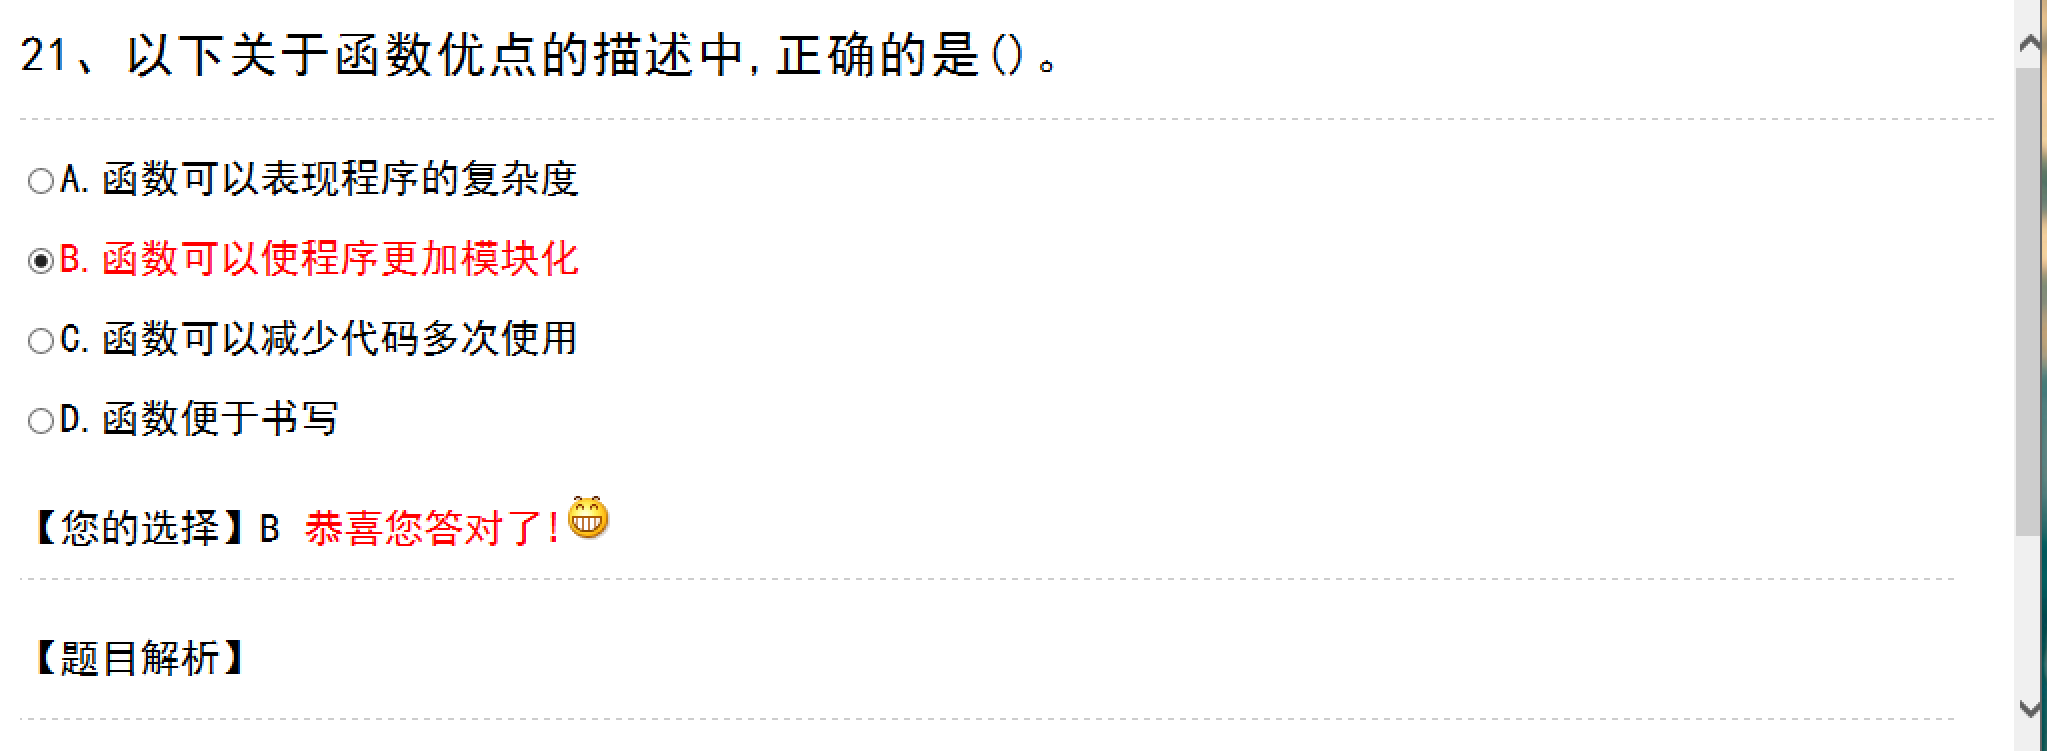 21、以下关于函数优点的描述中,正确的是()。
A. 函数可以表现程序的复杂度
B. 函数可以使程序更加模块化
C. 函数可以减少代码多次使用
D. 函数便于书写
【您的选择】B 恭喜您答对了!
【题目解析】